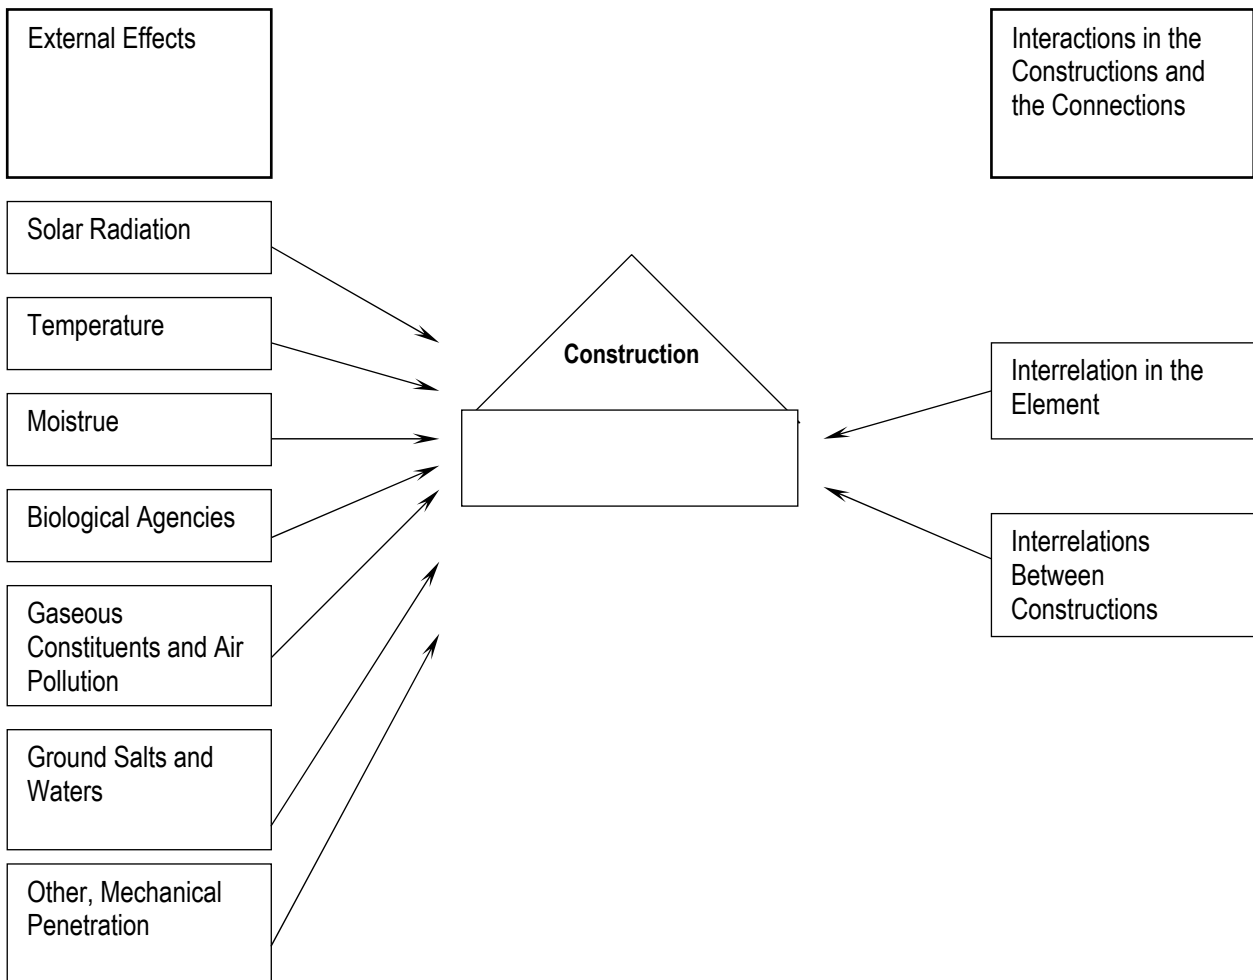 External Effects
Interactions in the
Constructions and
the Connections
Solar Radiation
Temperature
Moistrue
Biological Agencies
Gaseous
Constituents and Air
Pollution
Ground Salts and
Waters
Other, Mechanical
Penetration
Construction
Interrelation in the
Element
Interrelations
Between
Constructions